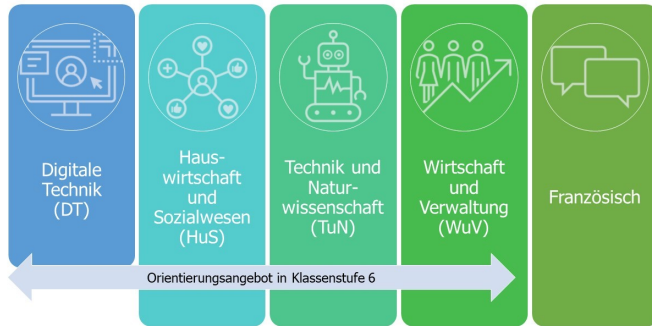 Digitale
Technik
(DT)
Haus-
wirtschaft
und
Sozialwesen
(HuS)
Technik und
Natur-
wissenschaft
(TuN)
Wirtschaft
und
Verwaltung
(WuV)
Französisch
Orientierungsangebot in Klassenstufe 6